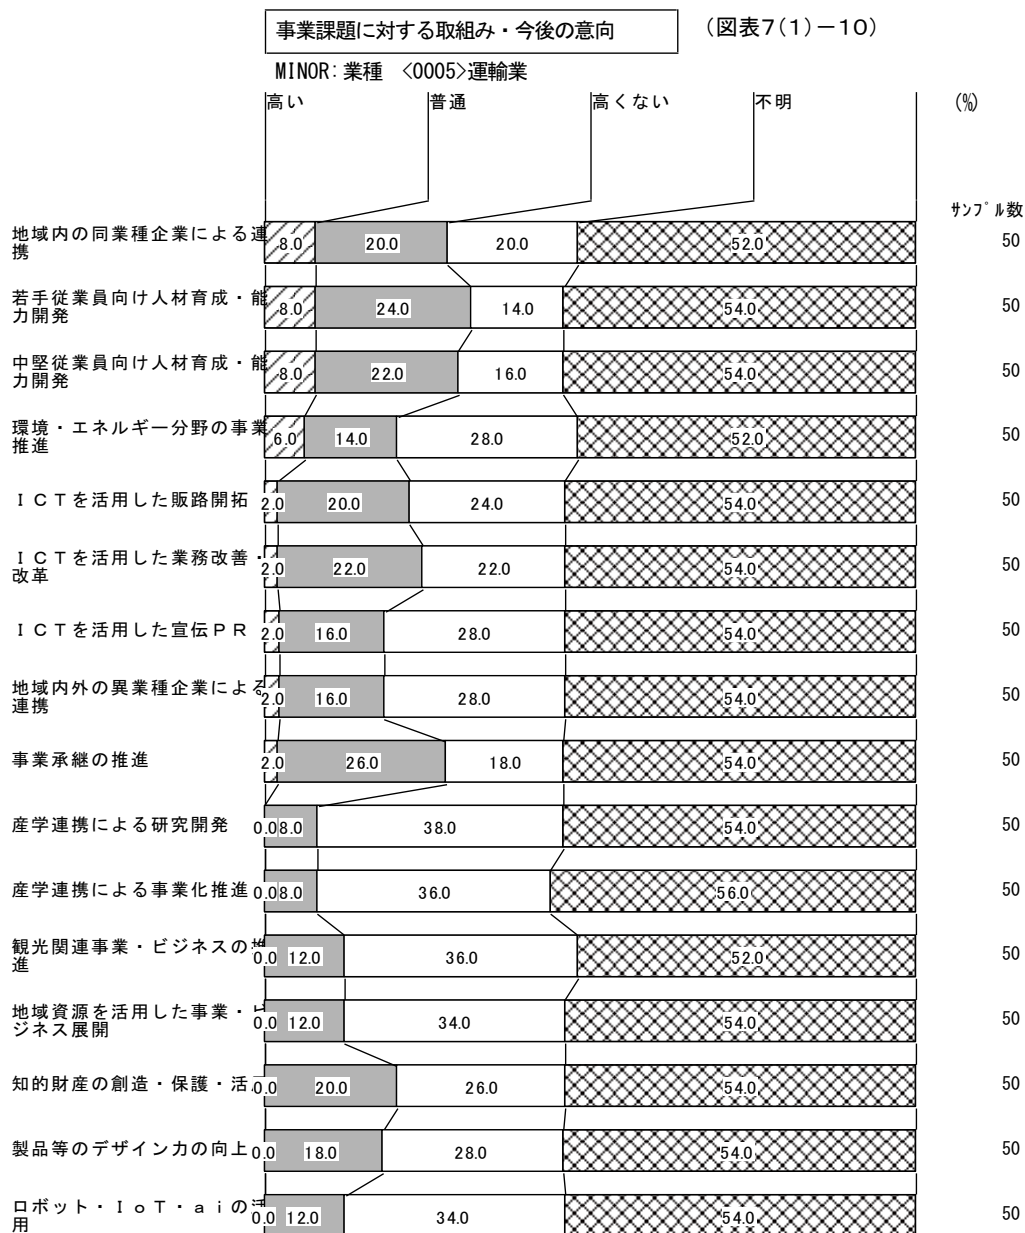 事業課題に対する取組み・今後の意向
(図表7(1)－10)
MINOR:業種 <0005>運輸業
高い 普通 高くない 不明 (%)
ｻﾝﾌﾟﾙ数
地域内の同業種企業による連
携
8.0 20.0 20.0 52.0 50
若手従業員向け人材育成・能
力開発
8.0 24.0 14.0 54.0 50
中堅従業員向け人材育成・能
力開発
8.0 22.0 16.0 54.0 50
環境・エネルギー分野の事業
推進
6.0 14.0 28.0 52.0 50
ＩＣＴを活用した販路開拓
2.0 20.0 24.0 54.0 50
ＩＣＴを活用した業務改善・
改革
2.0 22.0 22.0 54.0 50
ＩＣＴを活用した宣伝ＰＲ
2.0 16.0 28.0 54.0 50
地域内外の異業種企業による
連携
2.0 16.0 28.0 54.0 50
事業承継の推進
2.0 26.0 18.0 54.0 50
産学連携による研究開発
0.0 8.0 38.0 54.0 50
産学連携による事業化推進
0.0 8.0 36.0 56.0 50
観光関連事業・ビジネスの推
進
0.0 12.0 36.0 52.0 50
地域資源を活用した事業・ビ
ジネス展開
0.0 12.0 34.0 54.0 50
知的財産の創造・保護・活
0.0 20.0 26.0 54.0 50
製品等のデザイン力の向上
0.0 18.0 28.0 54.0 50
ロボット・ＩｏＴ・ａｉの活
用
0.0 12.0 34.0 54.0 50